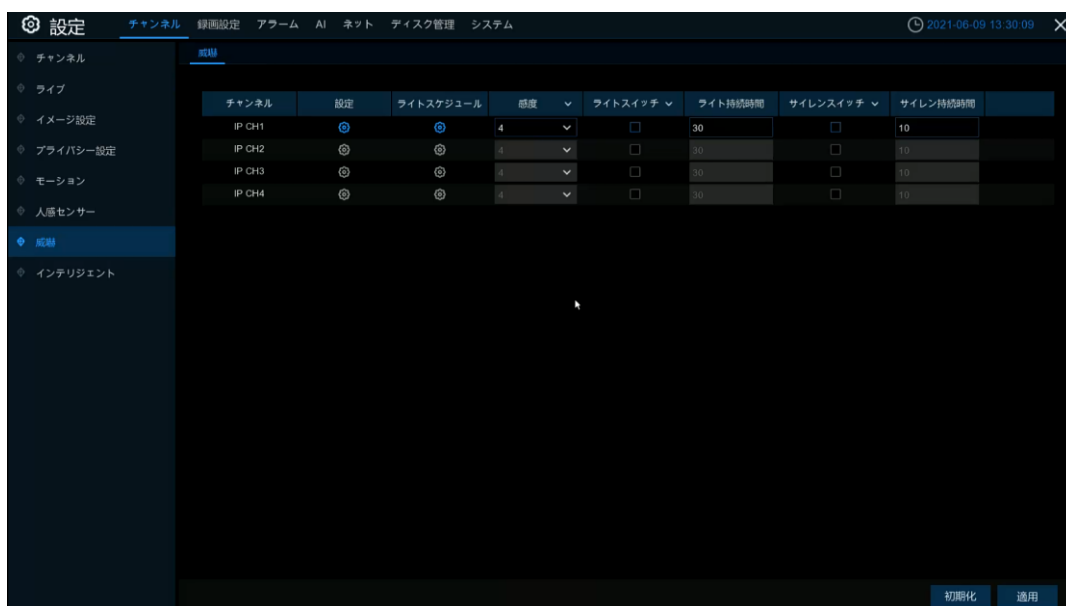 設定 チャンネル 録画設定 アラーム AI ネット ディスク管理 システム 2021-06-09 13:30:09
チャンネル
ライブ
イメージ設定
プライバシー設定
モーション
人感センサー
威嚇
インテリジェント
威嚇
チャンネル 設定 ライトスケジュール 感度 ライトスイッチ ライト持続時間 サイレンスイッチ サイレン持続時間
IP CH1 4 30 10
IP CH2 4 30 10
IP CH3 4 30 10
IP CH4 4 30 10
初期化 適用